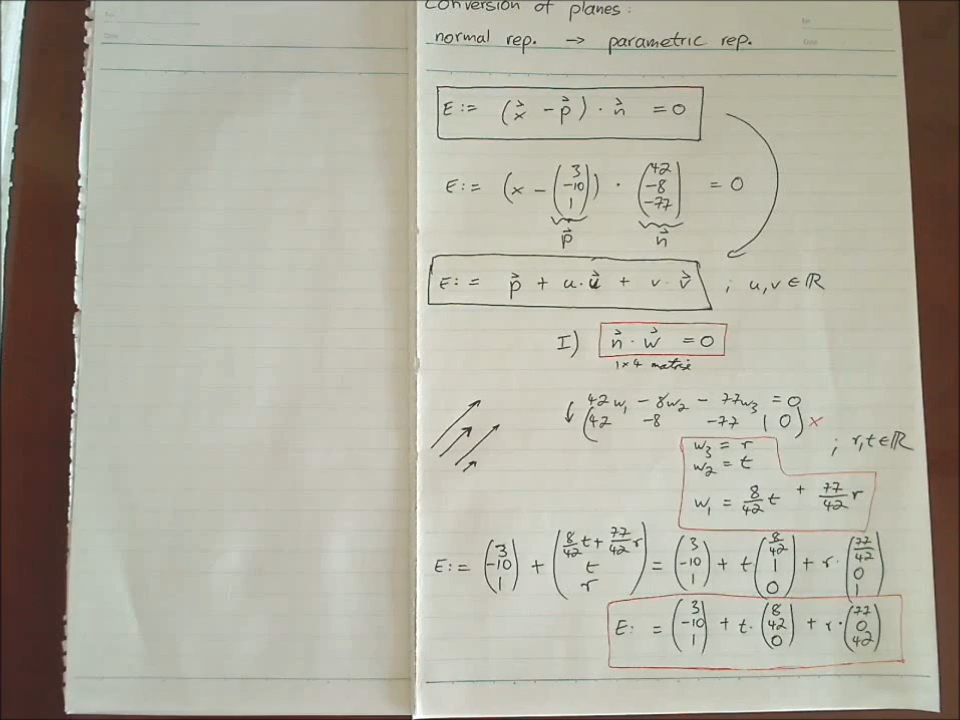 Conversion of planes:
normal rep. → parametric rep.
E:= (x⃗ - p⃗) · n⃗ = 0
E:= (x - (3 -10 1)) · (42 -8 -77) = 0
p⃗ n⃗
E: = p⃗ + u·u⃗ + v·v⃗ ; u,v ∈ ℝ
I) n⃗ · w⃗ = 0
1×4 matrix
42w₁ - 8w₂ - 77w₃ = 0
↓ (42 -8 -77 | 0) ×
w₃ = r ; r,t ∈ ℝ
w₂ = t
w₁ = 8/42 t + 77/42 r
E:= (3 -10 1) + (8/42 t + 77/42 r t r) = (3 -10 1) + t (8/42 1 0) + r· (77/42 0 1)
E: = (3 -10 1) + t· (8 42 0) + r· (77 0 42)